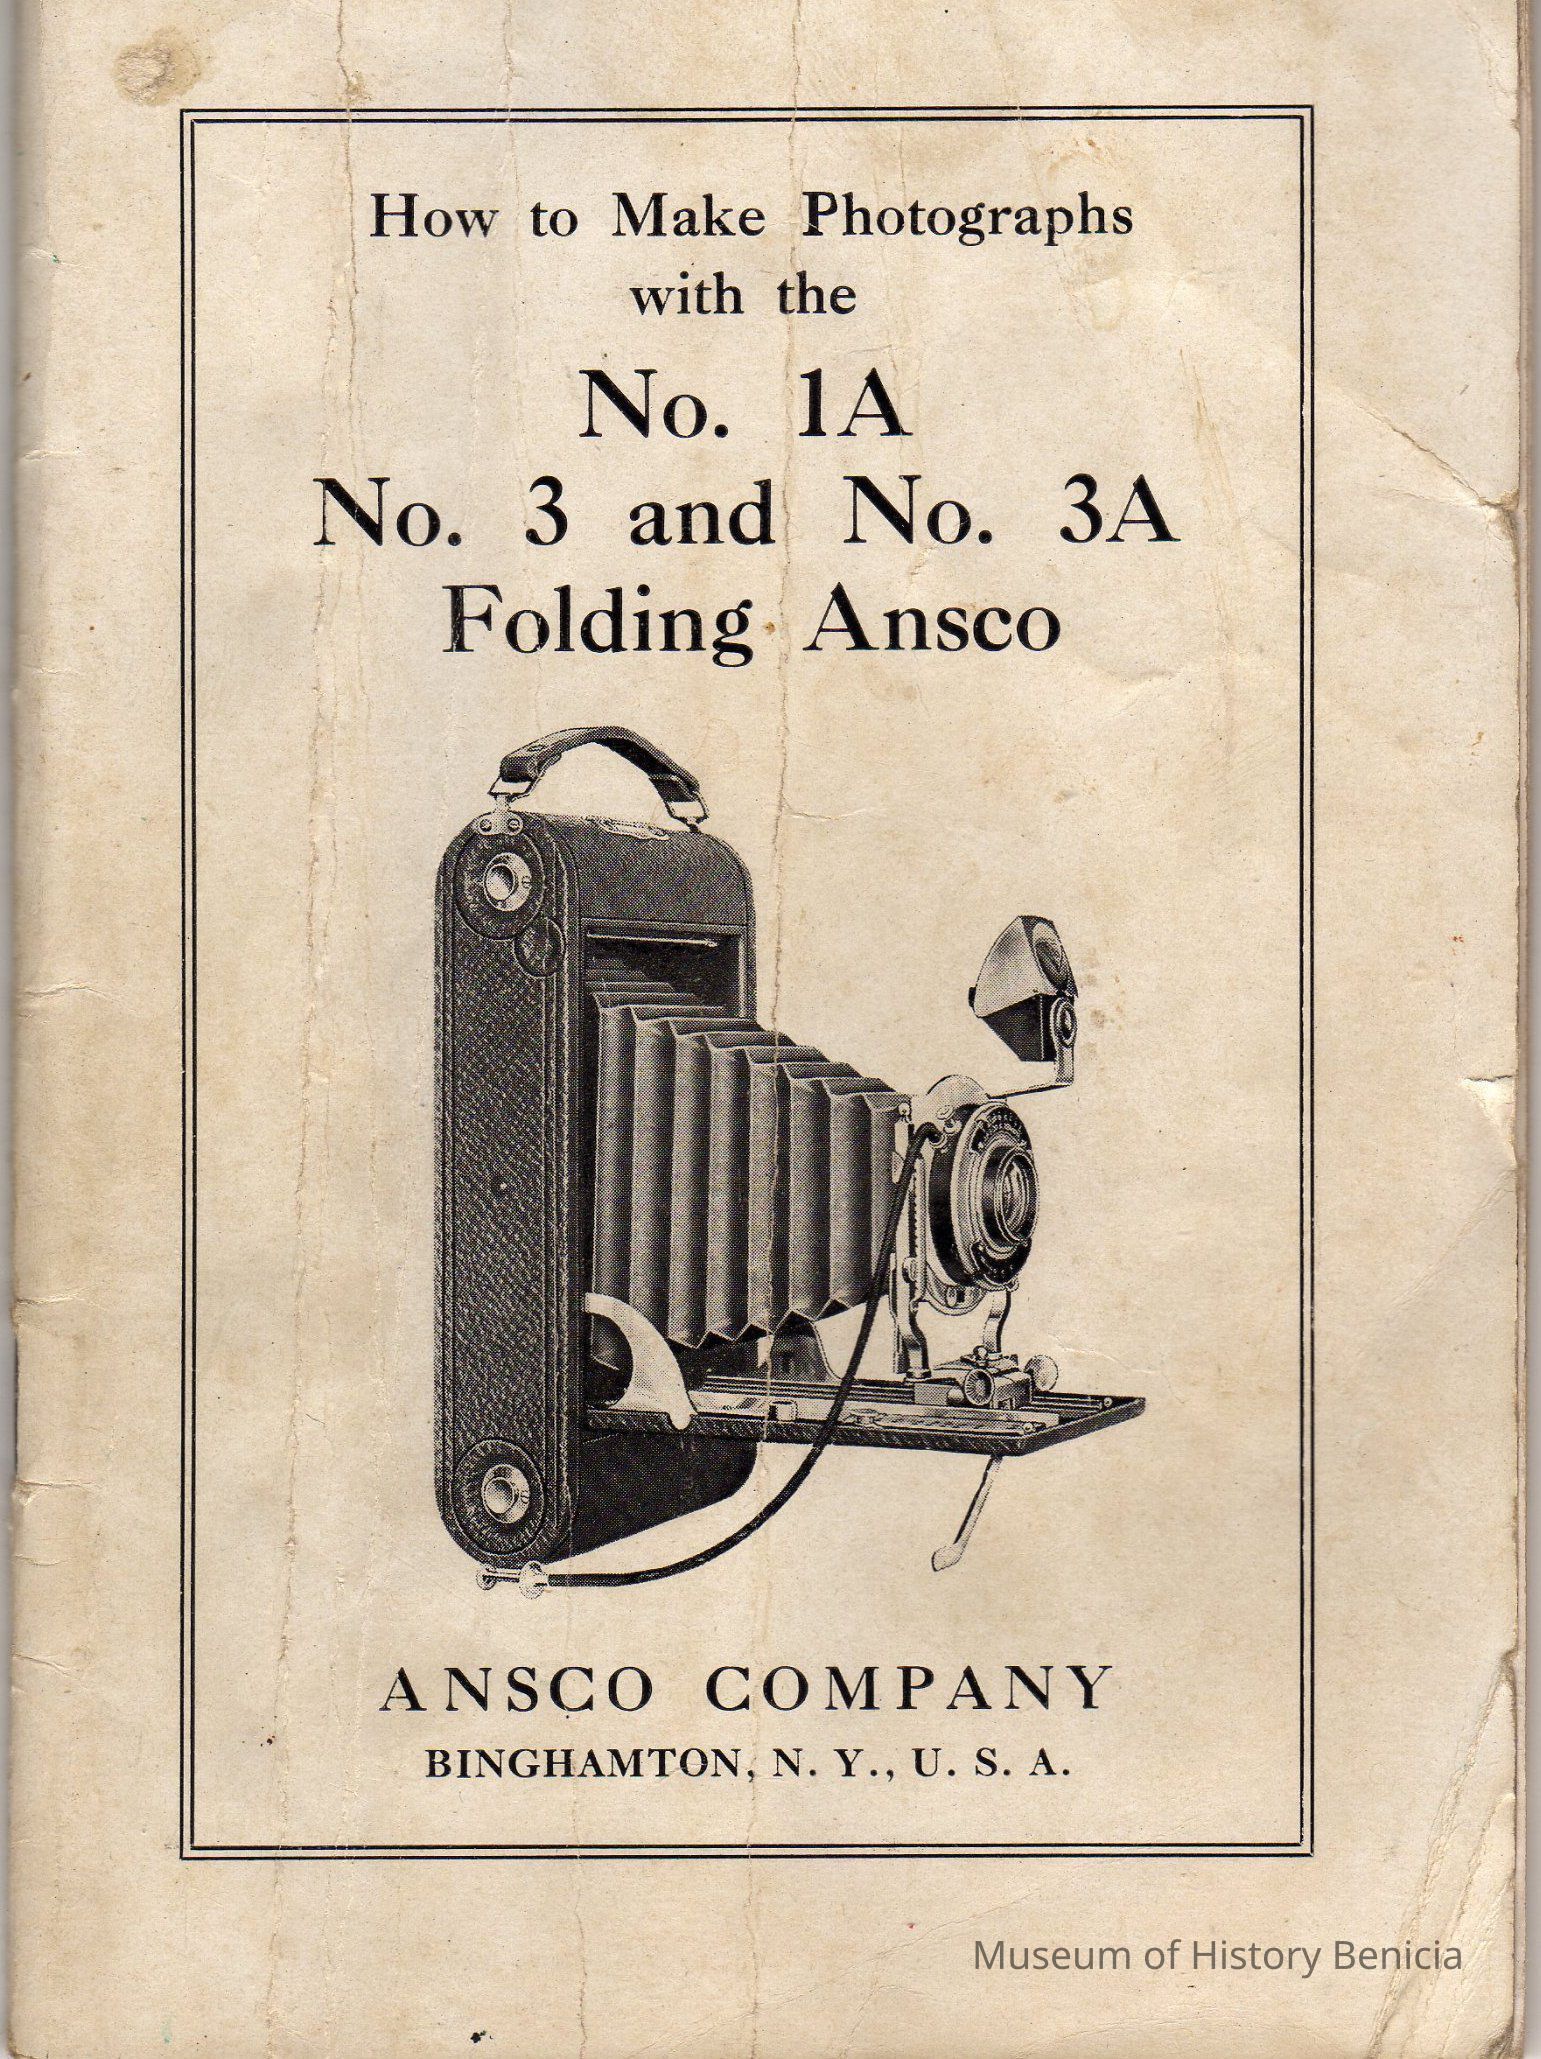 How to Make Photographs
with the
No. 1A
No. 3 and No. 3A
Folding Ansco
ANSCO COMPANY
BINGHAMTON, N. Y., U. S. A.
Museum of History Benicia